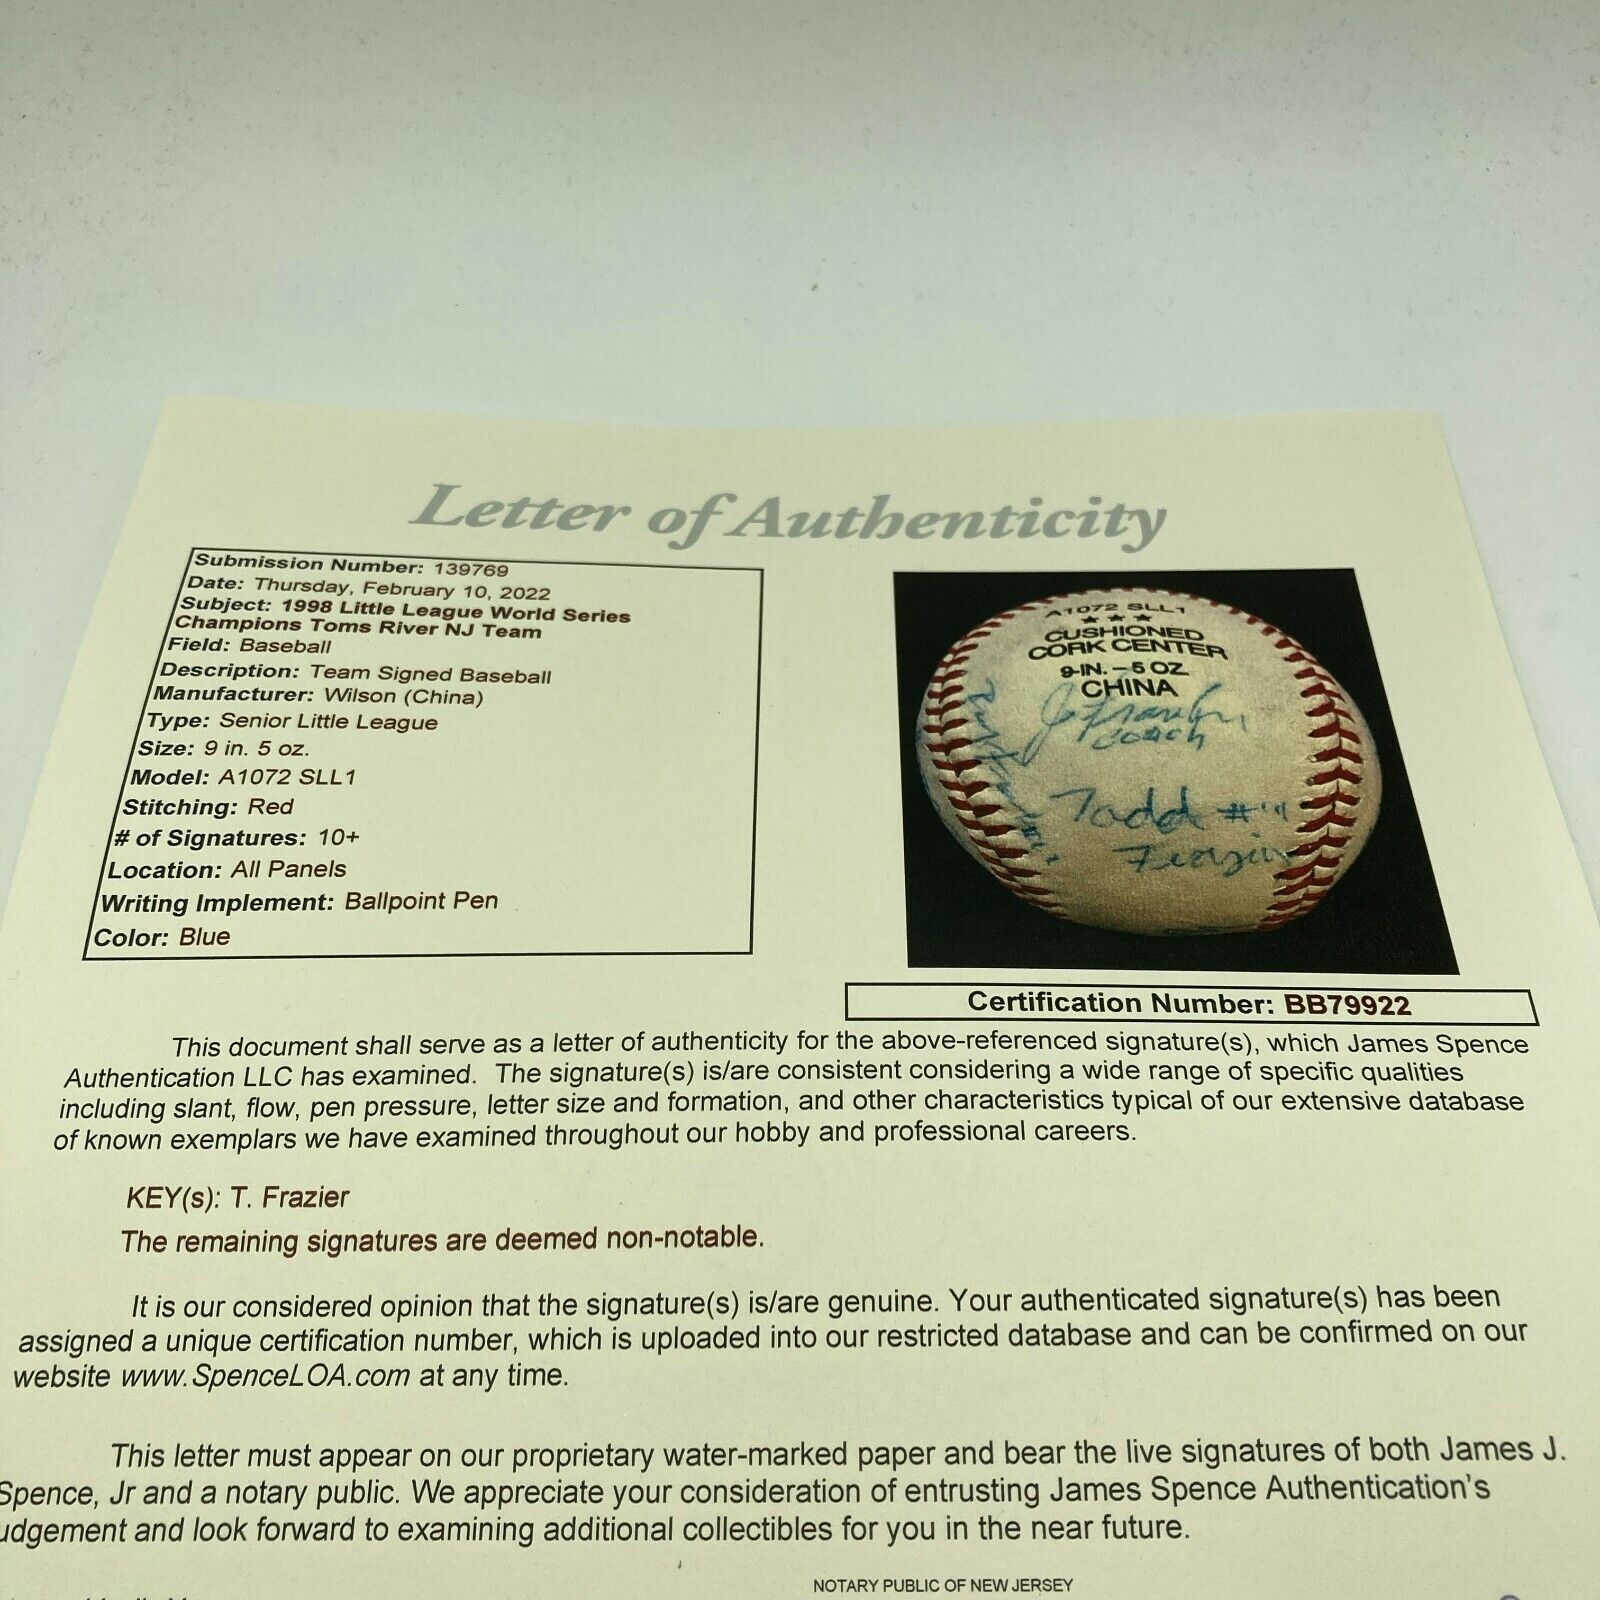 Letter of Authenticity
Submission Number: 139769
Date: Thursday, February 10, 2022
Subject: 1998 Little League World Series
Champions Toms River NJ Team
Field: Baseball
Description: Team Signed Baseball
Manufacturer: Wilson (China)
Type: Senior Little League
Size: 9 in. 5 oz.
Model: A1072 SLL1
Stitching: Red
# of Signatures: 10+
Location: All Panels
Writing Implement: Ballpoint Pen
Color: Blue
A1072 SLL1
★ ★ ★
CUSHIONED
CORK CENTER
9-IN. – 5 OZ.
CHINA
Coach
Todd #
Frazier
Certification Number: BB79922
This document shall serve as a letter of authenticity for the above-referenced signature(s), which James Spence
Authentication LLC has examined. The signature(s) is/are consistent considering a wide range of specific qualities
including slant, flow, pen pressure, letter size and formation, and other characteristics typical of our extensive database
of known exemplars we have examined throughout our hobby and professional careers.
KEY(s): T. Frazier
The remaining signatures are deemed non-notable.
It is our considered opinion that the signature(s) is/are genuine. Your authenticated signature(s) has been
assigned a unique certification number, which is uploaded into our restricted database and can be confirmed on our
website www.SpenceLOA.com at any time.
This letter must appear on our proprietary water-marked paper and bear the live signatures of both James J.
Spence, Jr and a notary public. We appreciate your consideration of entrusting James Spence Authentication's
udgement and look forward to examining additional collectibles for you in the near future.
NOTARY PUBLIC OF NEW JERSEY